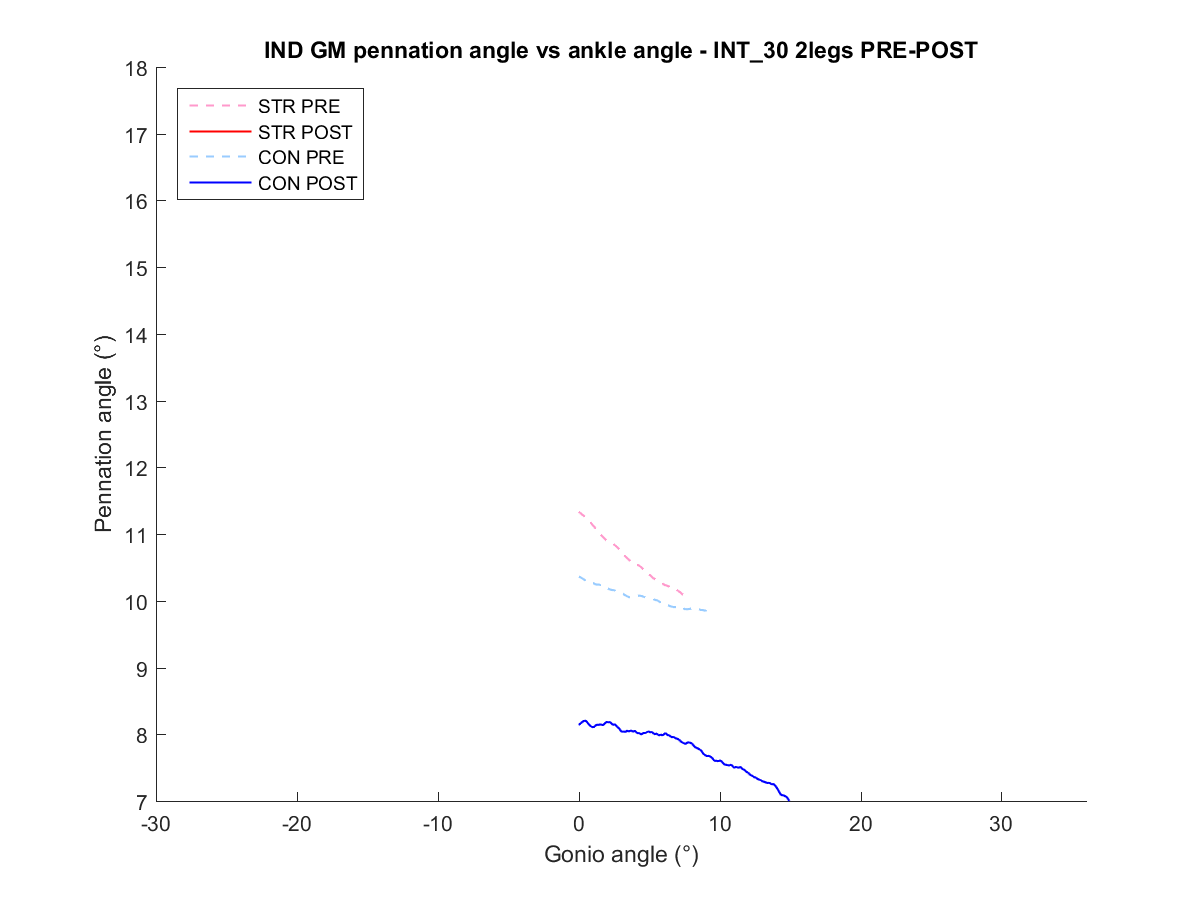 IND GM pennation angle vs ankle angle - INT_30 2legs PRE-POST
18
17
16
15
14
13
12
11
10
9
8
7
Pennation angle (°)
STR PRE
STR POST
CON PRE
CON POST
-30
-20
-10
0
10
20
30
Gonio angle (°)